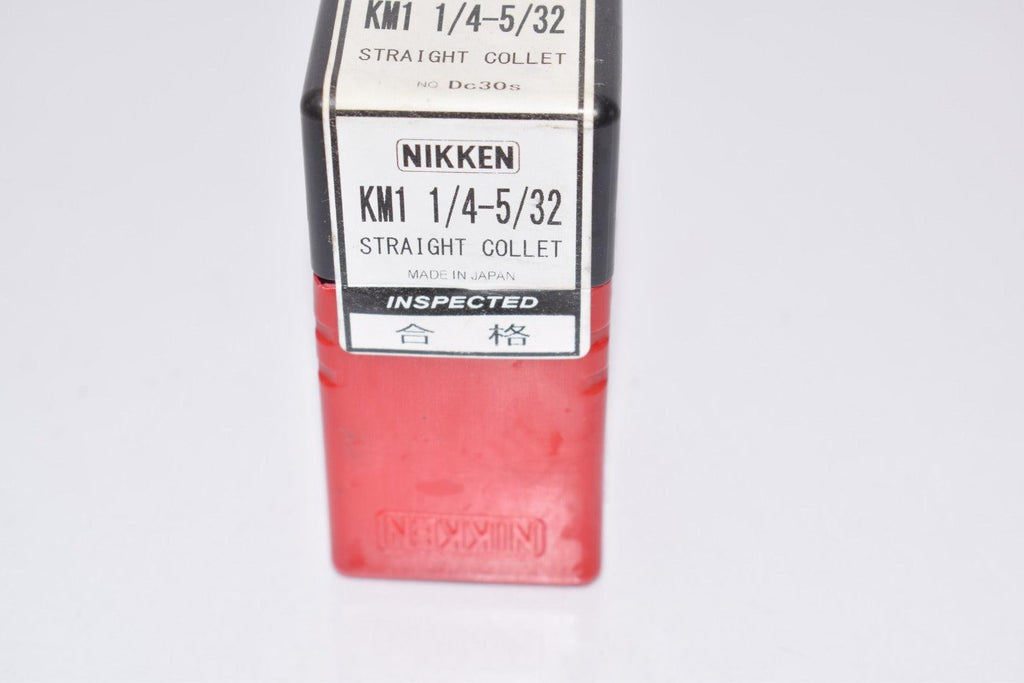 KM1 1/4-5/32
STRAIGHT COLLET
NO Dc30s
NIKKEN
KM1 1/4-5/32
STRAIGHT COLLET
MADE IN JAPAN
INSPECTED
合 格
NIKKEN